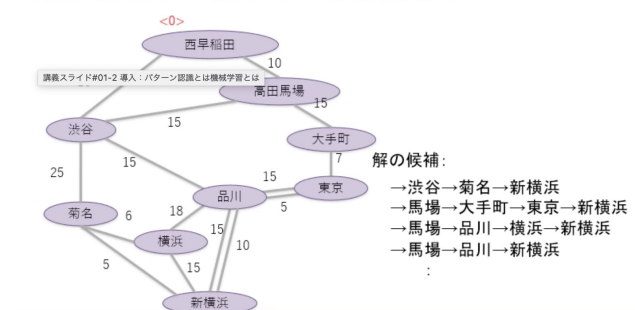 <0>
西早稲田
10
講義スライド#01-2 導入：パターン認識とは機械学習とは
高田馬場
15
渋谷
15
大手町
7
25
15
15
東京
品川
5
菊名
6
18
横浜
15
10
5
15
新横浜
解の候補：
→渋谷→菊名→新横浜
→馬場→大手町→東京→新横浜
→馬場→品川→横浜→新横浜
→馬場→品川→新横浜
：